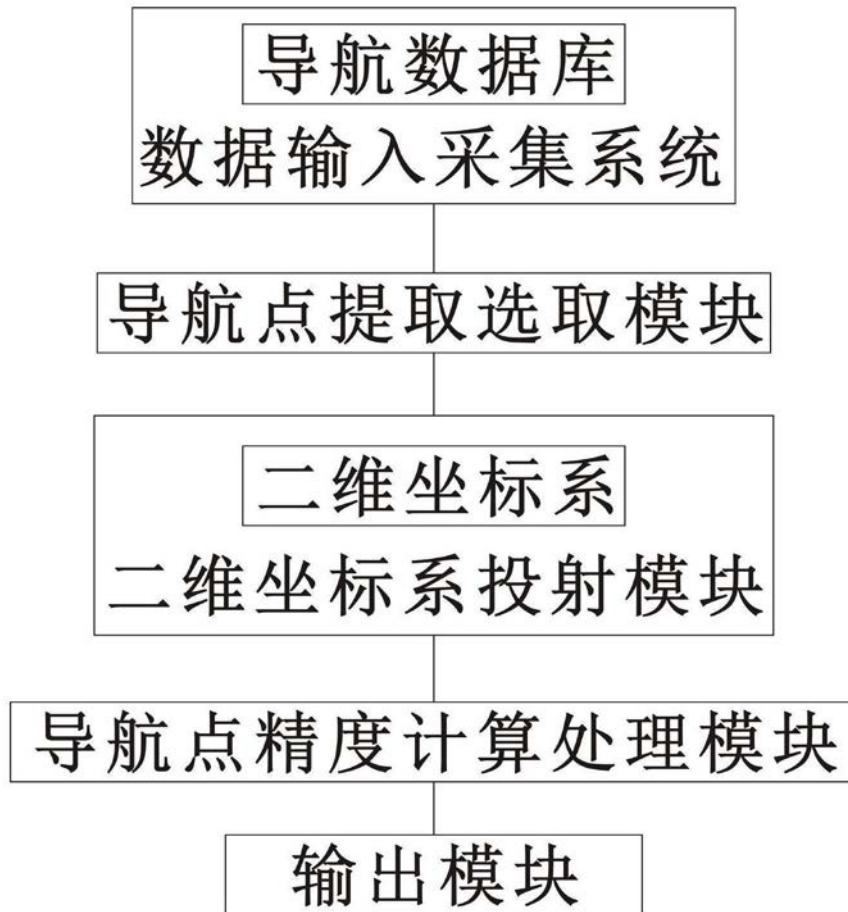 导航数据库
数据输入采集系统
导航点提取选取模块
二维坐标系
二维坐标系投射模块
导航点精度计算处理模块
输出模块